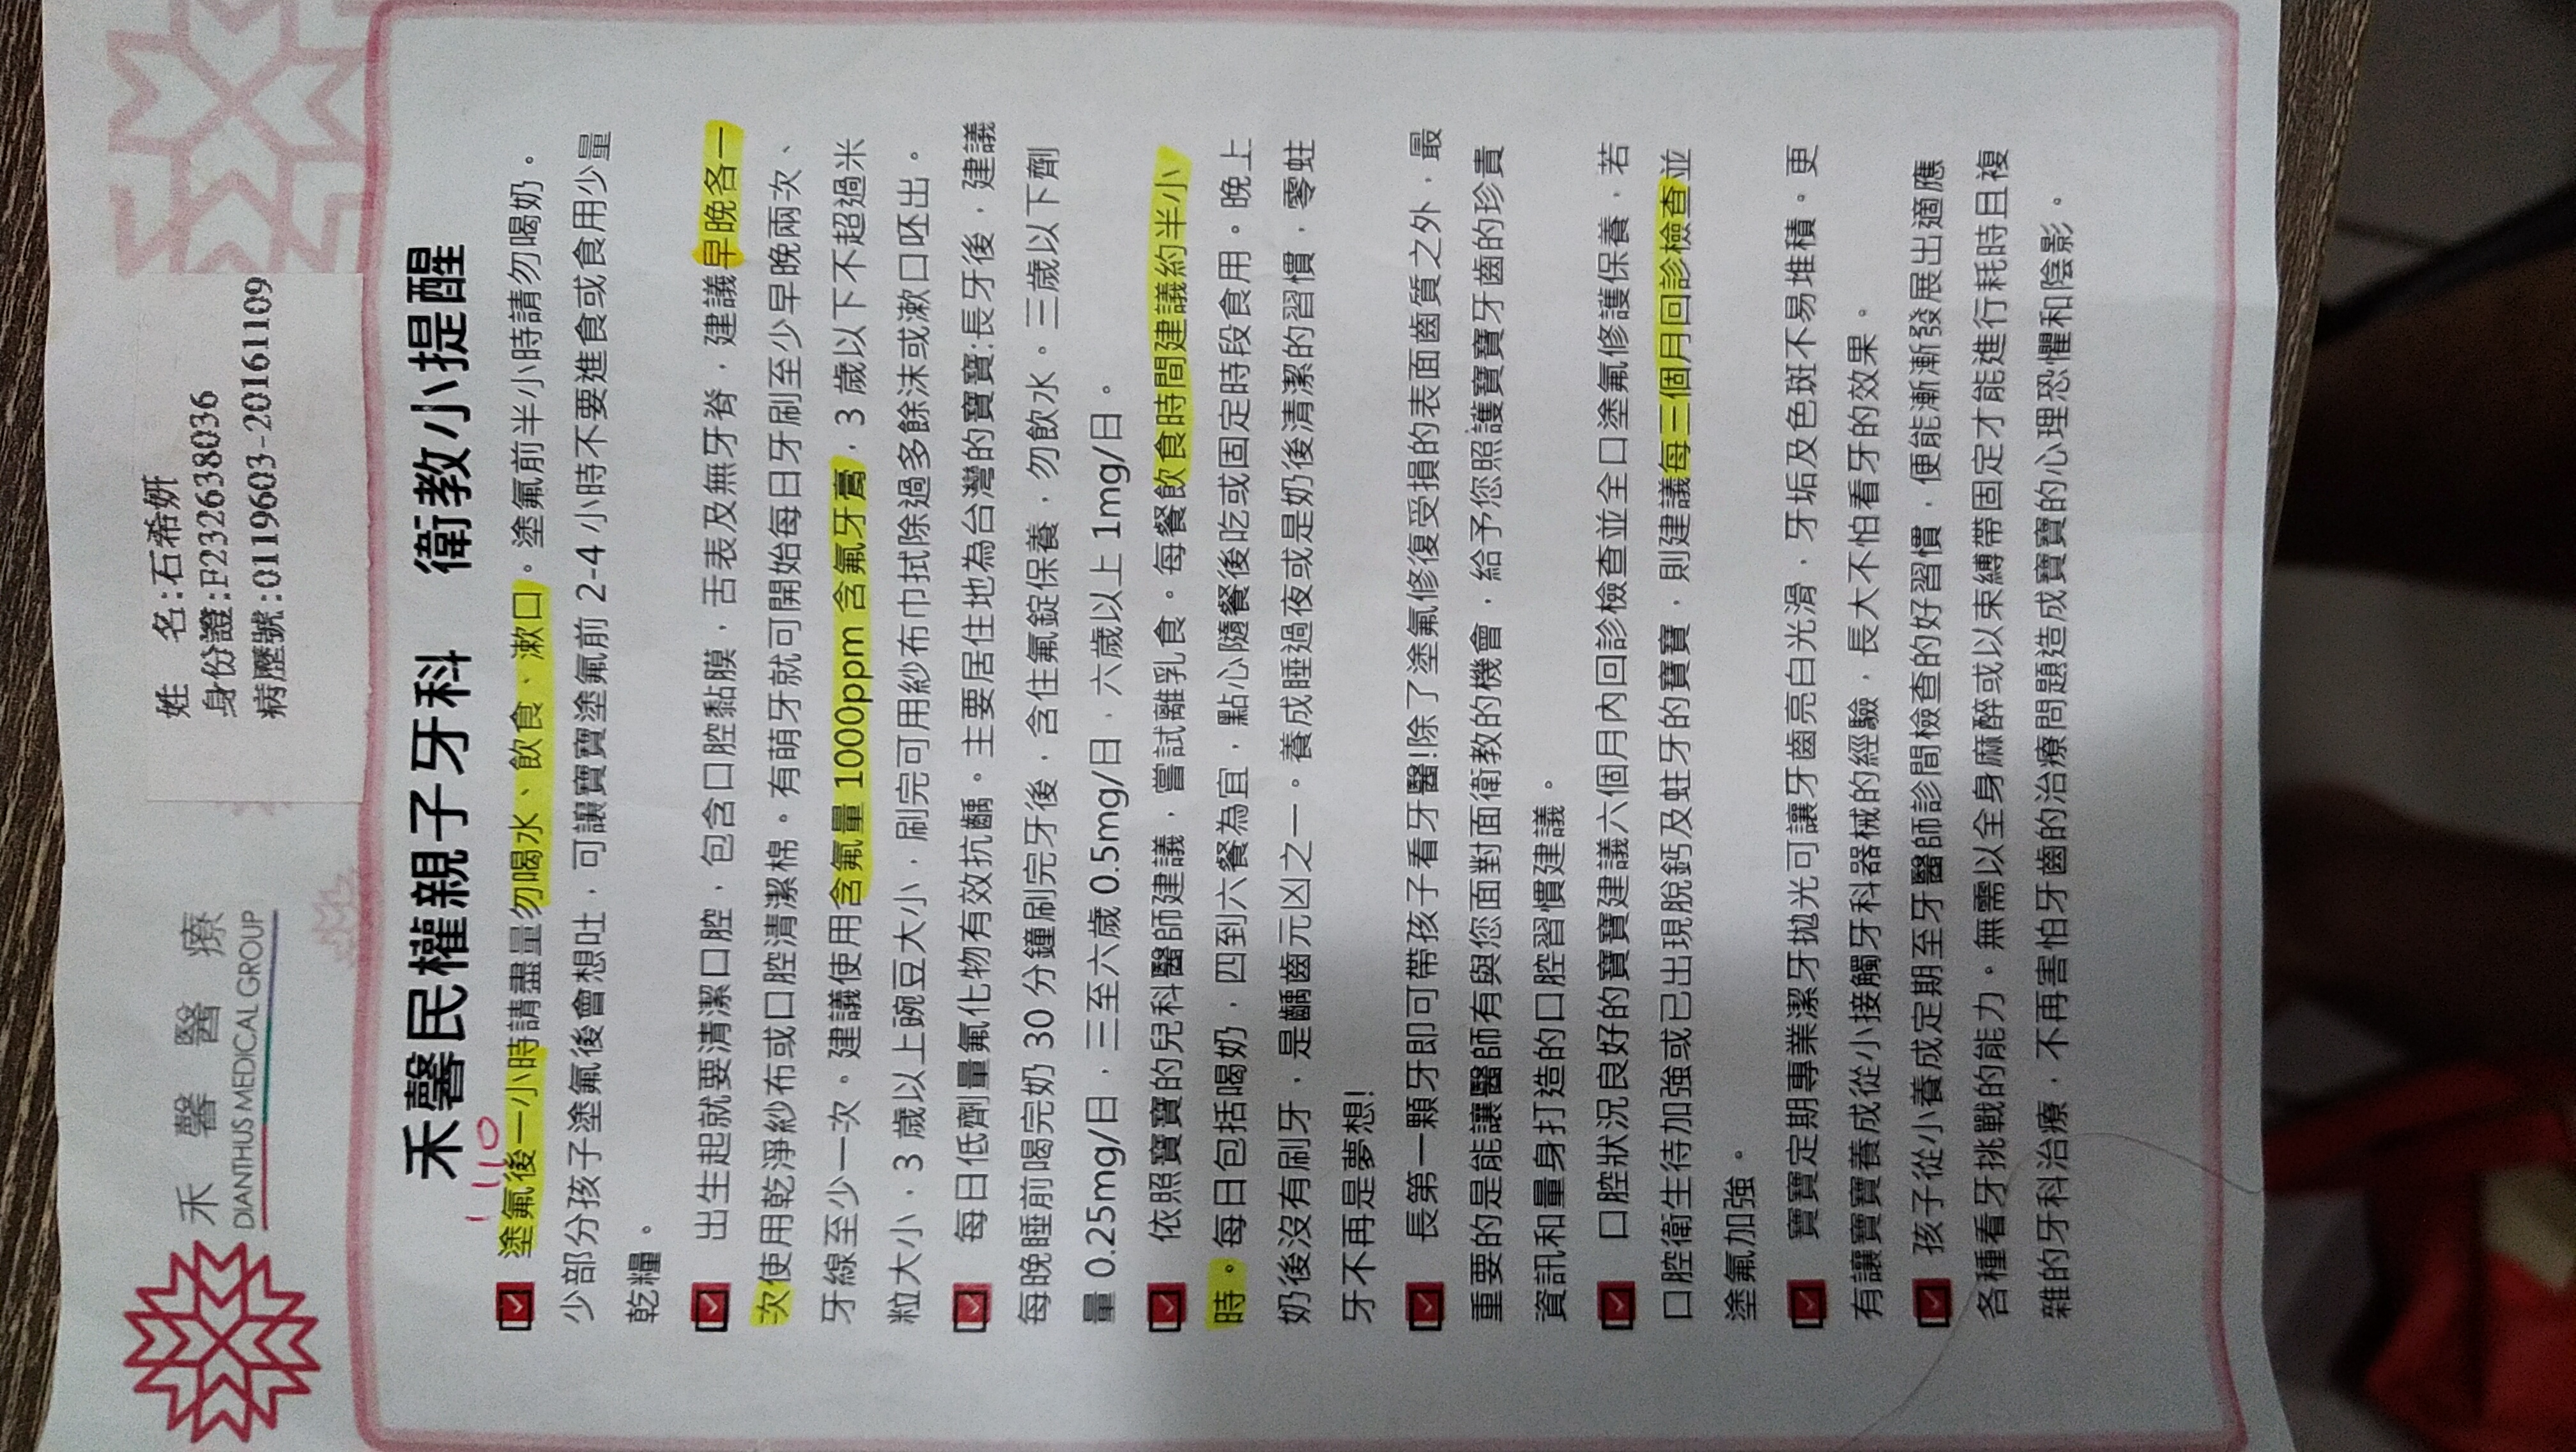 禾馨醫療
DIANTHUS MEDICAL GROUP
姓 名:石希妍
身份證:F232638036
病歷號:0119603-20161109
禾馨民權親子牙科 衛教小提醒
1110
塗氟後一小時請盡量勿喝水、飲食、漱口。塗氟前半小時請勿喝奶。
少部分孩子塗氟後會想吐，可讓寶寶塗氟前 2-4 小時不要進食或食用少量
乾糧。
出生起就要清潔口腔，包含口腔黏膜，舌表及無牙脊，建議早晚各一
次使用乾淨紗布或口腔清潔棉。有萌牙就可開始每日牙刷至少早晚兩次、
牙線至少一次。建議使用含氟量 1000ppm 含氟牙膏，3 歲以下不超過米
粒大小，3 歲以上豌豆大小，刷完可用紗布巾拭除過多餘沫或漱口呸出。
每日低劑量氟化物有效抗齲。主要居住地為台灣的寶寶:長牙後，建議
每晚睡前喝完奶 30 分鐘刷完牙後，含住氟錠保養，勿飲水。三歲以下劑
量 0.25mg/日，三至六歲 0.5mg/日，六歲以上 1mg/日。
依照寶寶的兒科醫師建議，嘗試離乳食。每餐飲食時間建議約半小
時。每日包括喝奶，四到六餐為宜，點心隨餐後吃或固定時段食用。晚上
奶後沒有刷牙，是齲齒元凶之一。養成睡過夜或是奶後清潔的習慣，零蛀
牙不再是夢想!
長第一顆牙即可帶孩子看牙醫!除了塗氟修復受損的表面齒質之外，最
重要的是能讓醫師有與您面對面衛教的機會，給予您照護寶寶牙齒的珍貴
資訊和量身打造的口腔習慣建議。
口腔狀況良好的寶寶建議六個月內回診檢查並全口塗氟修護保養，若
口腔衛生待加強或已出現脫鈣及蛀牙的寶寶，則建議每三個月回診檢查並
塗氟加強。
寶寶定期專業潔牙拋光可讓牙齒亮白光滑，牙垢及色斑不易堆積。更
有讓寶寶養成從小接觸牙科器械的經驗，長大不怕看牙的效果。
孩子從小養成定期至牙醫師診間檢查的好習慣，便能漸漸發展出適應
各種看牙挑戰的能力。無需以全身麻醉或以束縛帶固定才能進行耗時且複
雜的牙科治療，不再害怕牙齒的治療問題造成寶寶的心理恐懼和陰影。